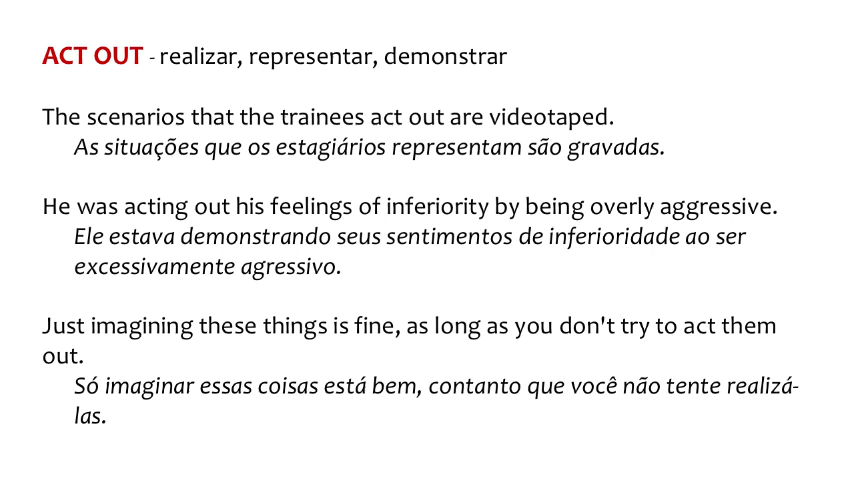 ACT OUT - realizar, representar, demonstrar
The scenarios that the trainees act out are videotaped.
As situações que os estagiários representam são gravadas.
He was acting out his feelings of inferiority by being overly aggressive.
Ele estava demonstrando seus sentimentos de inferioridade ao ser
excessivamente agressivo.
Just imagining these things is fine, as long as you don't try to act them
out.
Só imaginar essas coisas está bem, contanto que você não tente realizá-
las.